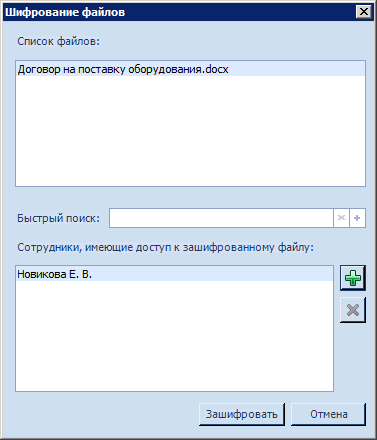 Шифрование файлов
Список файлов:
Договор на поставку оборудования.docx
Быстрый поиск:
Сотрудники, имеющие доступ к зашифрованному файлу:
Новикова Е. В.
Зашифровать
Отмена